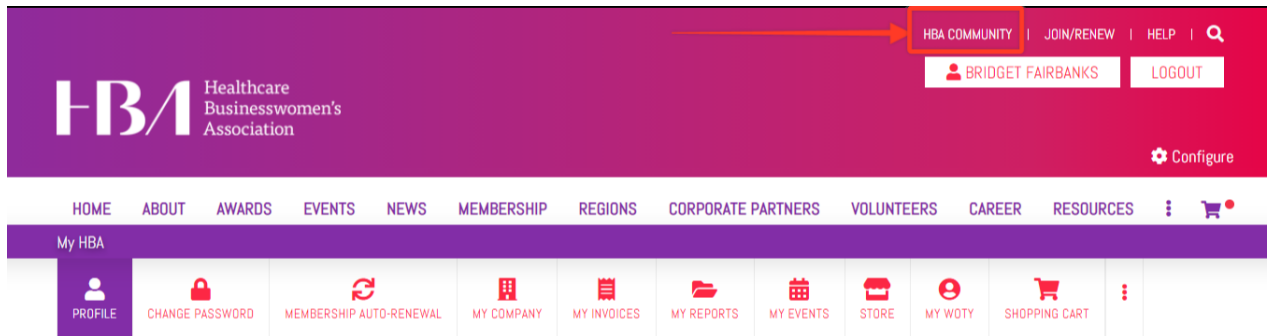 HBA COMMUNITY | JOIN/RENEW | HELP |
BRIDGET FAIRBANKS LOGOUT
HBA Healthcare
Businesswomen's
Association
Configure
HOME ABOUT AWARDS EVENTS NEWS MEMBERSHIP REGIONS CORPORATE PARTNERS VOLUNTEERS CAREER RESOURCES
My HBA
PROFILE CHANGE PASSWORD MEMBERSHIP AUTO-RENEWAL MY COMPANY MY INVOICES MY REPORTS MY EVENTS STORE MY WOTY SHOPPING CART